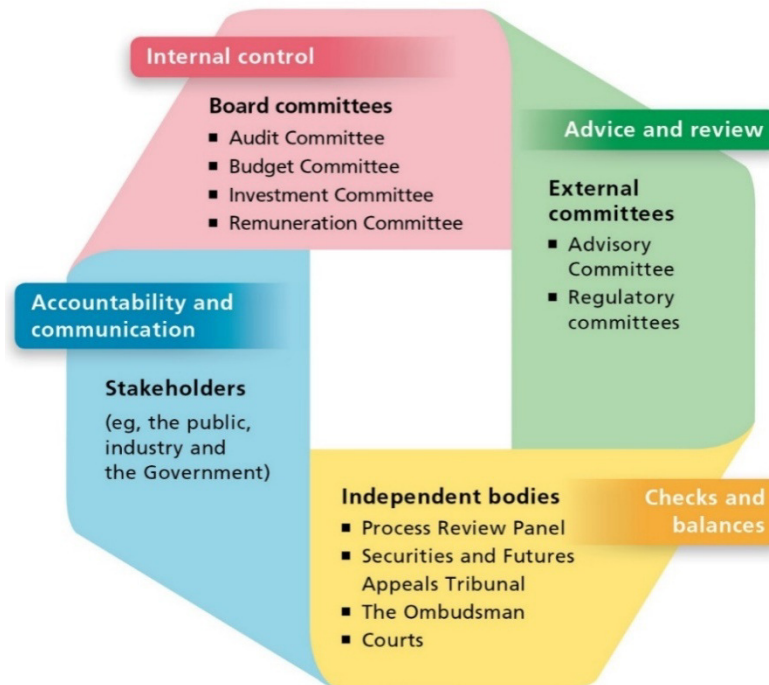 Internal control
Board committees
▪ Audit Committee
▪ Budget Committee
▪ Investment Committee
▪ Remuneration Committee
Advice and review
External
committees
▪ Advisory
Committee
▪ Regulatory
committees
Accountability and
communication
Stakeholders
(eg, the public,
industry and
the Government)
Independent bodies
▪ Process Review Panel
▪ Securities and Futures
Appeals Tribunal
▪ The Ombudsman
▪ Courts
Checks and
balances